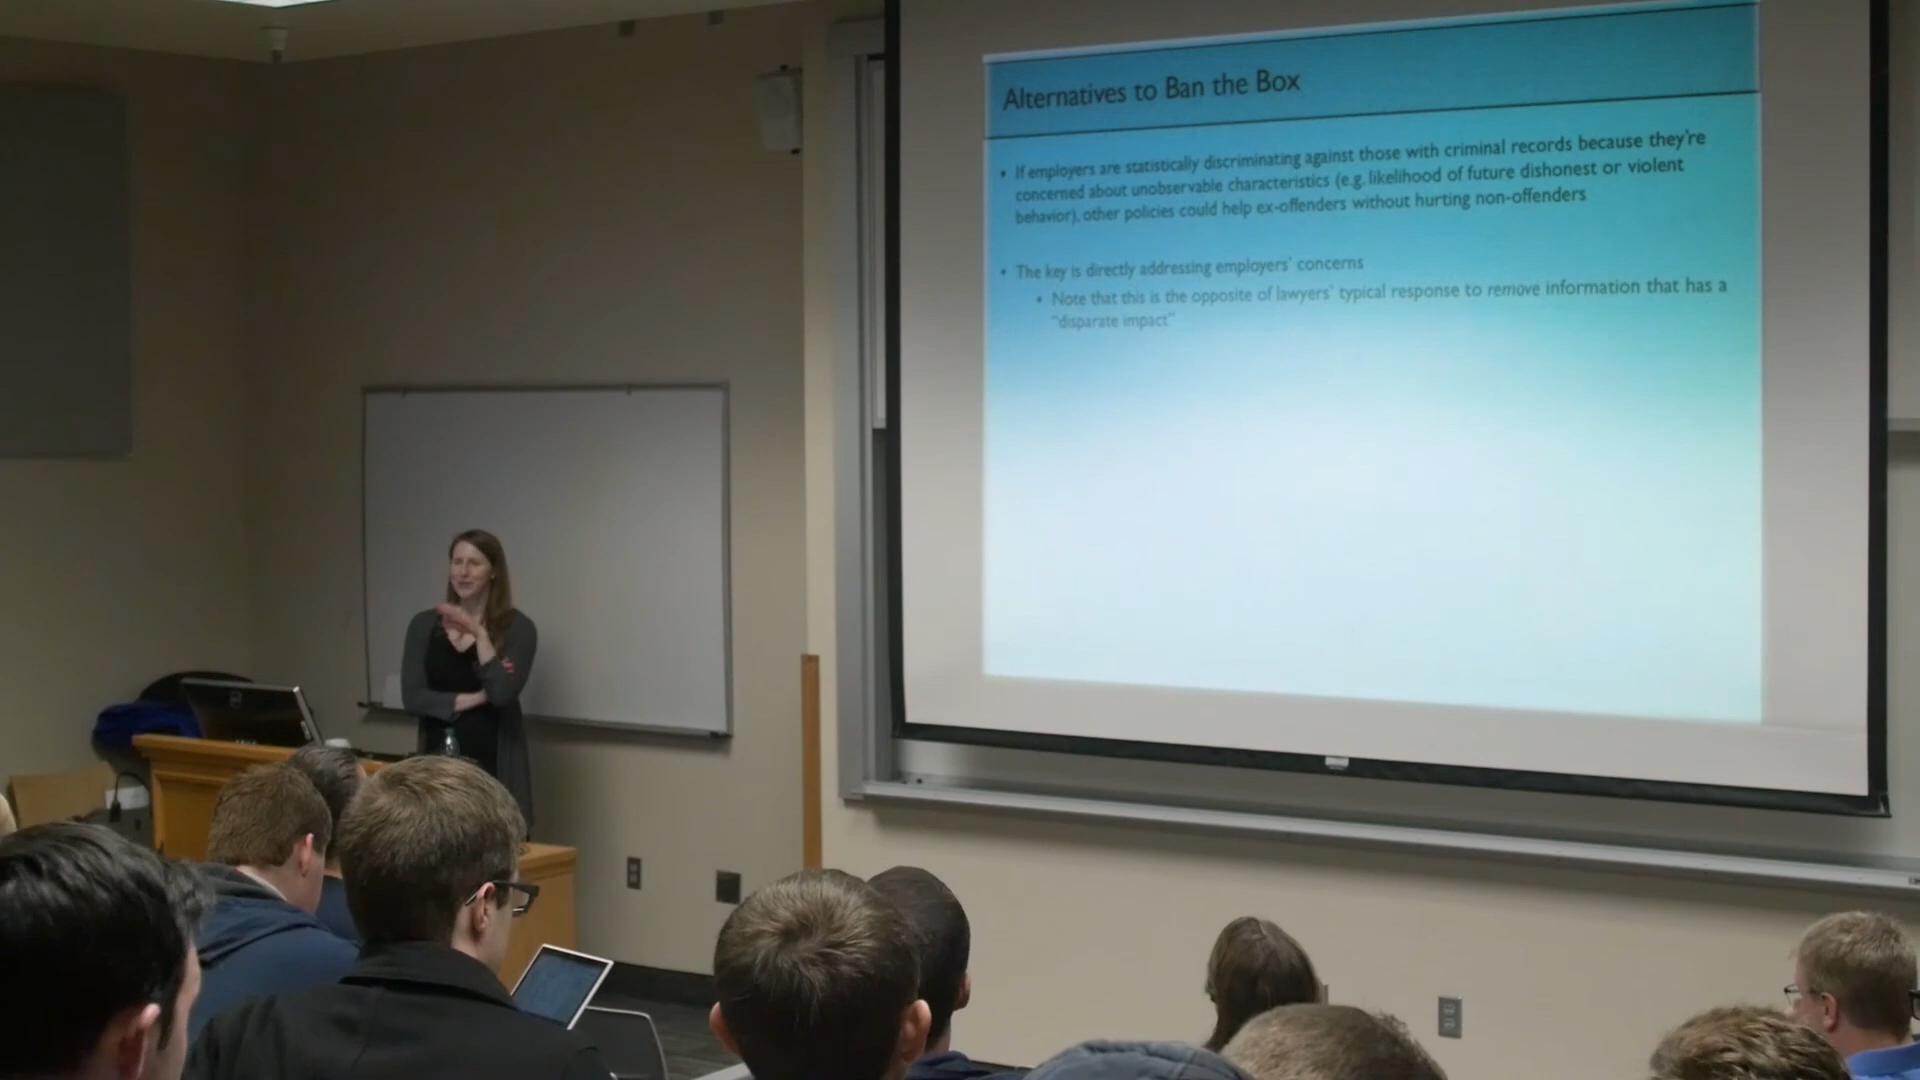 Alternatives to Ban the Box
• If employers are statistically discriminating against those with criminal records because they're
concerned about unobservable characteristics (e.g. likelihood of future dishonest or violent
behavior), other policies could help ex-offenders without hurting non-offenders
• The key is directly addressing employers' concerns
• Note that this is the opposite of lawyers' typical response to remove information that has a
"disparate impact"